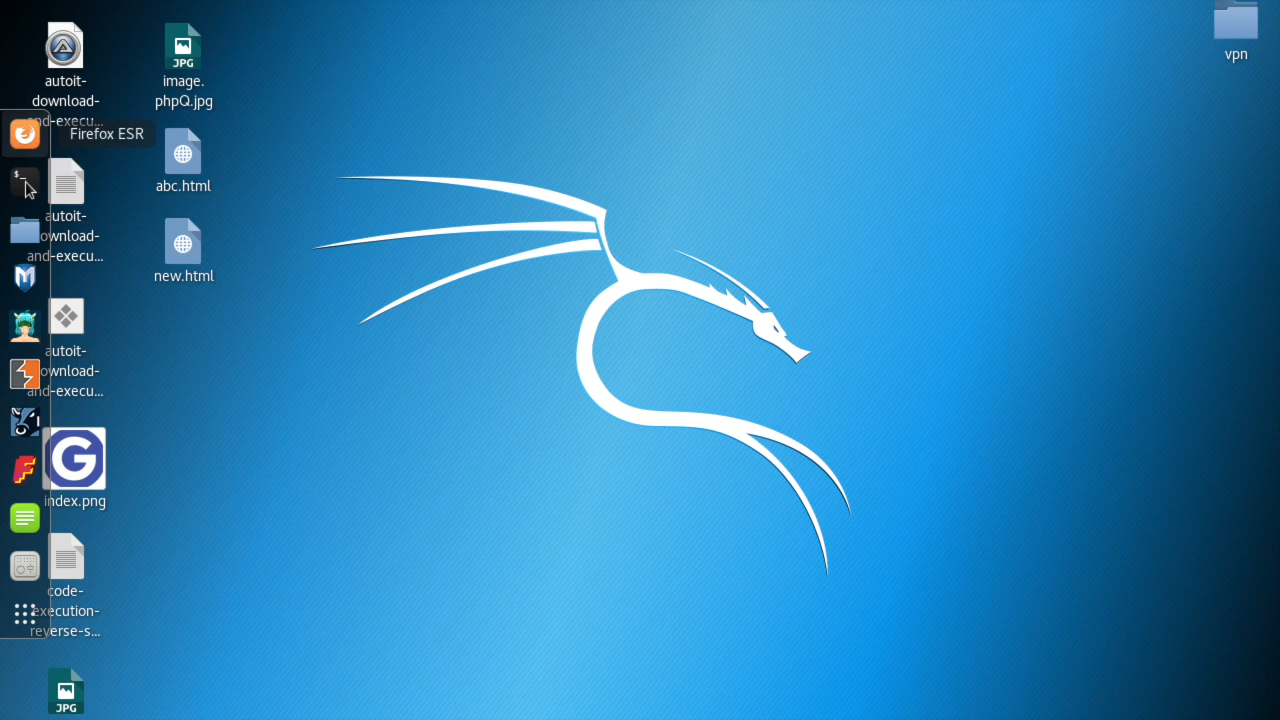 autoit-
download-
and-execu...
Firefox ESR
$_
autoit-
download-
and-execu...
autoit-
download-
and-execu...
G
index.png
code-
execution-
reverse-s...
JPG
JPG
image.
phpQ.jpg
abc.html
new.html
vpn